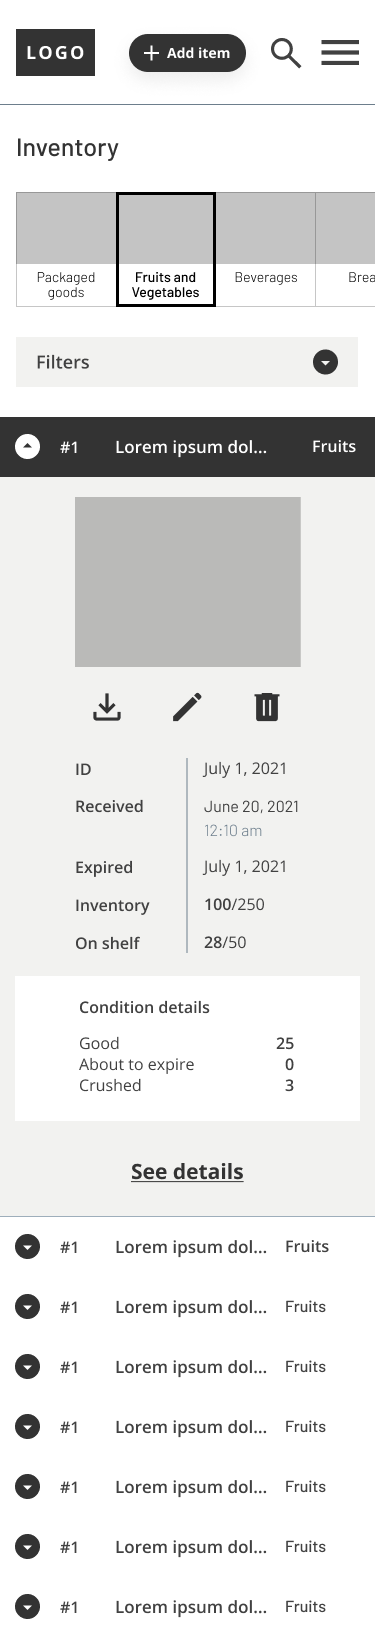 LOGO
Add item
Inventory
Packaged goods
Fruits and Vegetables
Beverages
Brea
Filters
#1 Lorem ipsum dol... Fruits
ID July 1, 2021
Received June 20, 2021
12:10 am
Expired July 1, 2021
Inventory 100/250
On shelf 28/50
Condition details
Good 25
About to expire 0
Crushed 3
See details
#1 Lorem ipsum dol... Fruits
#1 Lorem ipsum dol... Fruits
#1 Lorem ipsum dol... Fruits
#1 Lorem ipsum dol... Fruits
#1 Lorem ipsum dol... Fruits
#1 Lorem ipsum dol... Fruits
#1 Lorem ipsum dol... Fruits